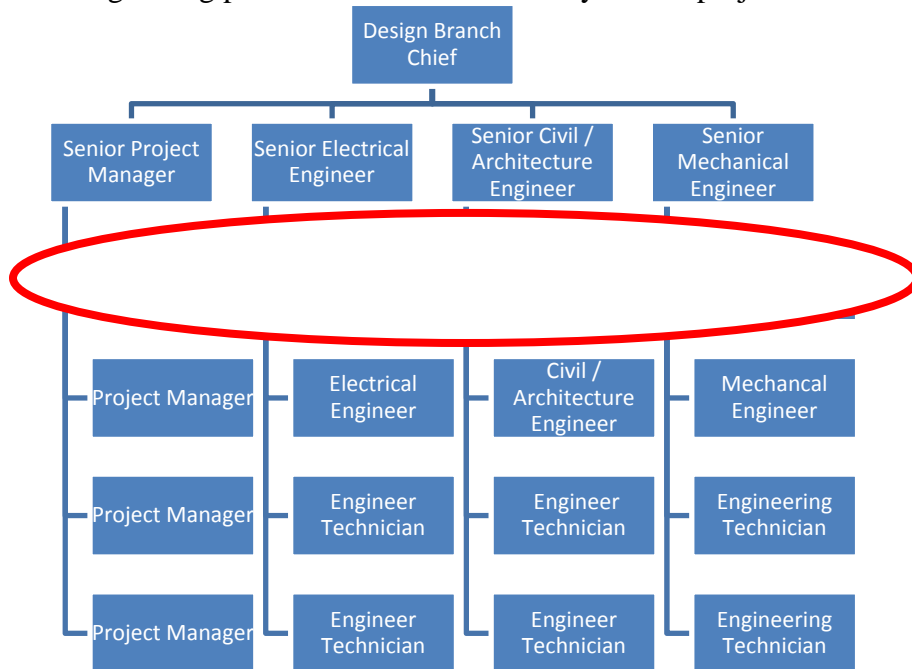 Design Branch
Chief
Senior Project
Manager
Senior Electrical
Engineer
Senior Civil /
Architecture
Engineer
Senior
Mechanical
Engineer
Project Manager
Electrical
Engineer
Civil /
Architecture
Engineer
Mechancal
Engineer
Project Manager
Engineer
Technician
Engineer
Technician
Engineering
Technician
Project Manager
Engineer
Technician
Engineer
Technician
Engineering
Technician